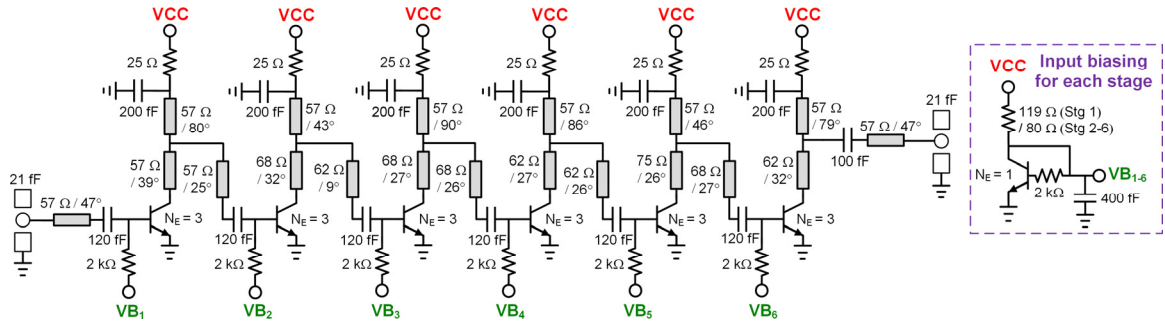 VCC
VCC
VCC
VCC
VCC
VCC
25 Ω
25 Ω
25 Ω
25 Ω
25 Ω
25 Ω
200 fF
200 fF
200 fF
200 fF
200 fF
200 fF
57 Ω
/ 80°
57 Ω
/ 43°
57 Ω
/ 90°
57 Ω
/ 86°
57 Ω
/ 46°
57 Ω
/ 79°
57 Ω
/ 39°
57 Ω
/ 25°
68 Ω
/ 32°
62 Ω
/ 9°
68 Ω
/ 27°
68 Ω
/ 26°
62 Ω
/ 27°
62 Ω
/ 26°
75 Ω
/ 26°
68 Ω
/ 27°
62 Ω
/ 32°
100 fF
57 Ω / 47°
21 fF
21 fF
57 Ω / 47°
120 fF
120 fF
120 fF
120 fF
120 fF
120 fF
N_E = 3
N_E = 3
N_E = 3
N_E = 3
N_E = 3
N_E = 3
2 kΩ
2 kΩ
2 kΩ
2 kΩ
2 kΩ
2 kΩ
VB₁
VB₂
VB₃
VB₄
VB₅
VB₆
Input biasing
for each stage
VCC
119 Ω (Stg 1)
/ 80 Ω (Stg 2-6)
N_E = 1
2 kΩ
VB₁₋₆
400 fF